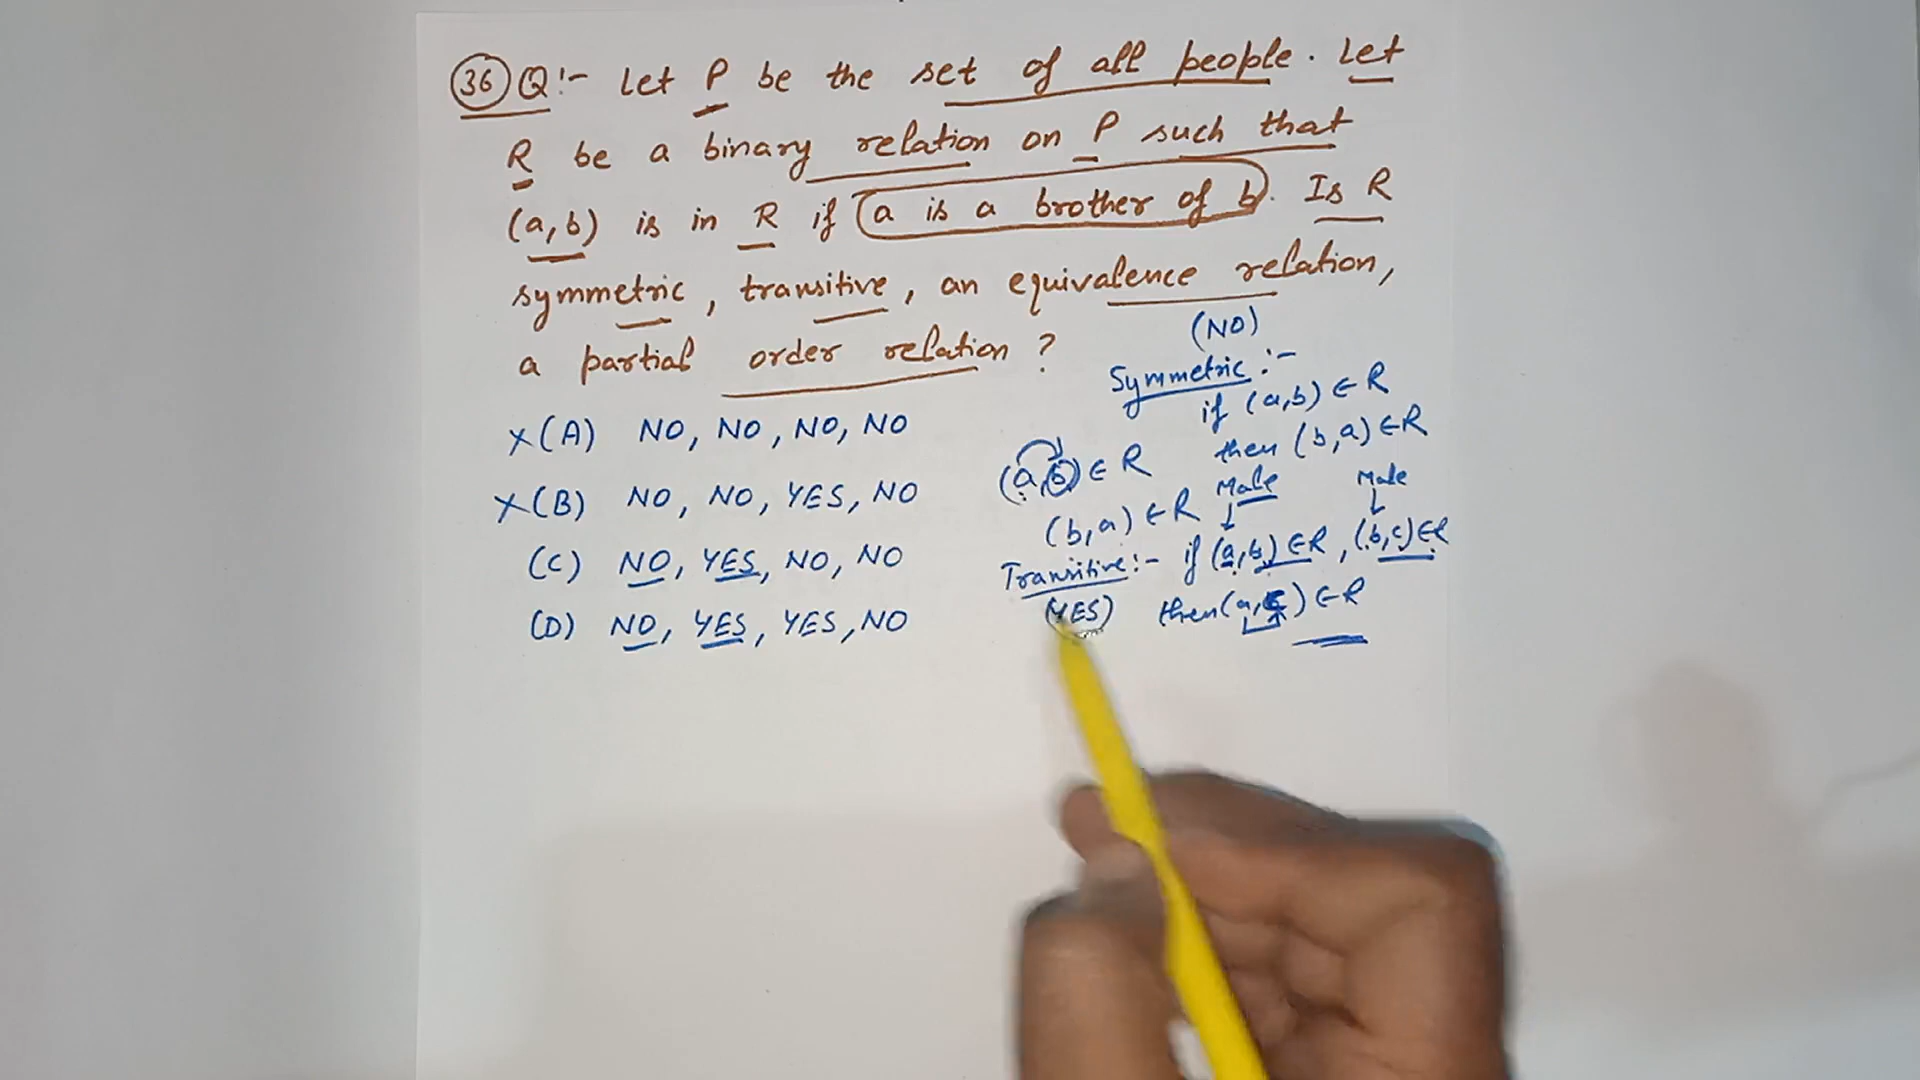 36 Q:- Let P be the set of all people. Let
R be a binary relation on P such that
(a,b) is in R if a is a brother of b. Is R
symmetric, transitive, an equivalence relation,
a partial order relation?
X(A) NO, NO, NO, NO
X(B) NO, NO, YES, NO
(C) NO, YES, NO, NO
(D) NO, YES, YES, NO
(NO)
Symmetric:-
if (a,b) ∈ R
then (b,a) ∈ R
(a,b) ∈ R
(b,a) ∈ R
Male Male
Transitive:- if (a,b) ∈ R, (b,c) ∈ R
(YES) then (a,c) ∈ R